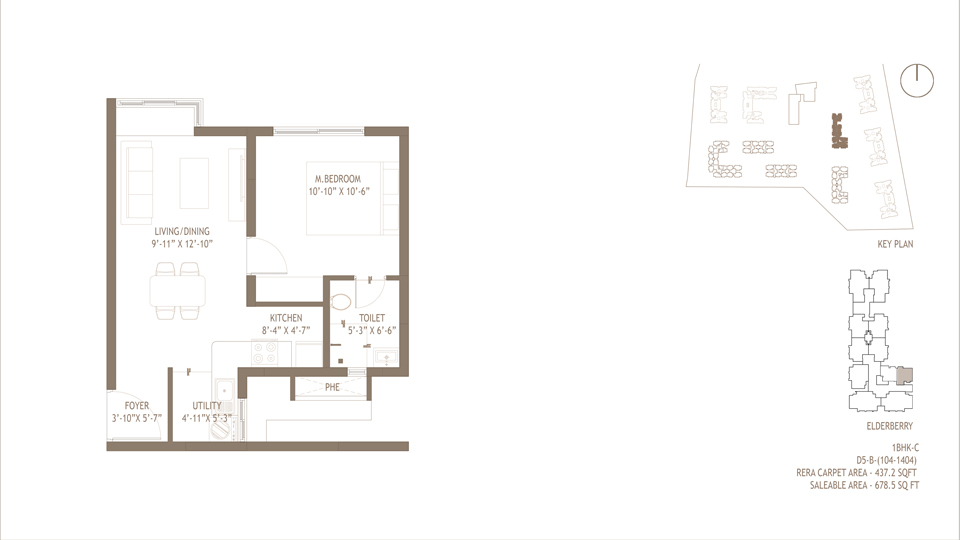 M.BEDROOM
10'-10" X 10'-6"
LIVING/DINING
9'-11" X 12'-10"
KITCHEN
8'-4" X 4'-7"
TOILET
5'-3" X 6'-6"
PHE
FOYER
3'-10"X 5'-7"
UTILITY
4'-11"X 5'-3"
KEY PLAN
ELDERBERRY
1BHK-C
D5-B-(104-1404)
RERA CARPET AREA - 437.2 SQFT
SALEABLE AREA - 678.5 SQ FT